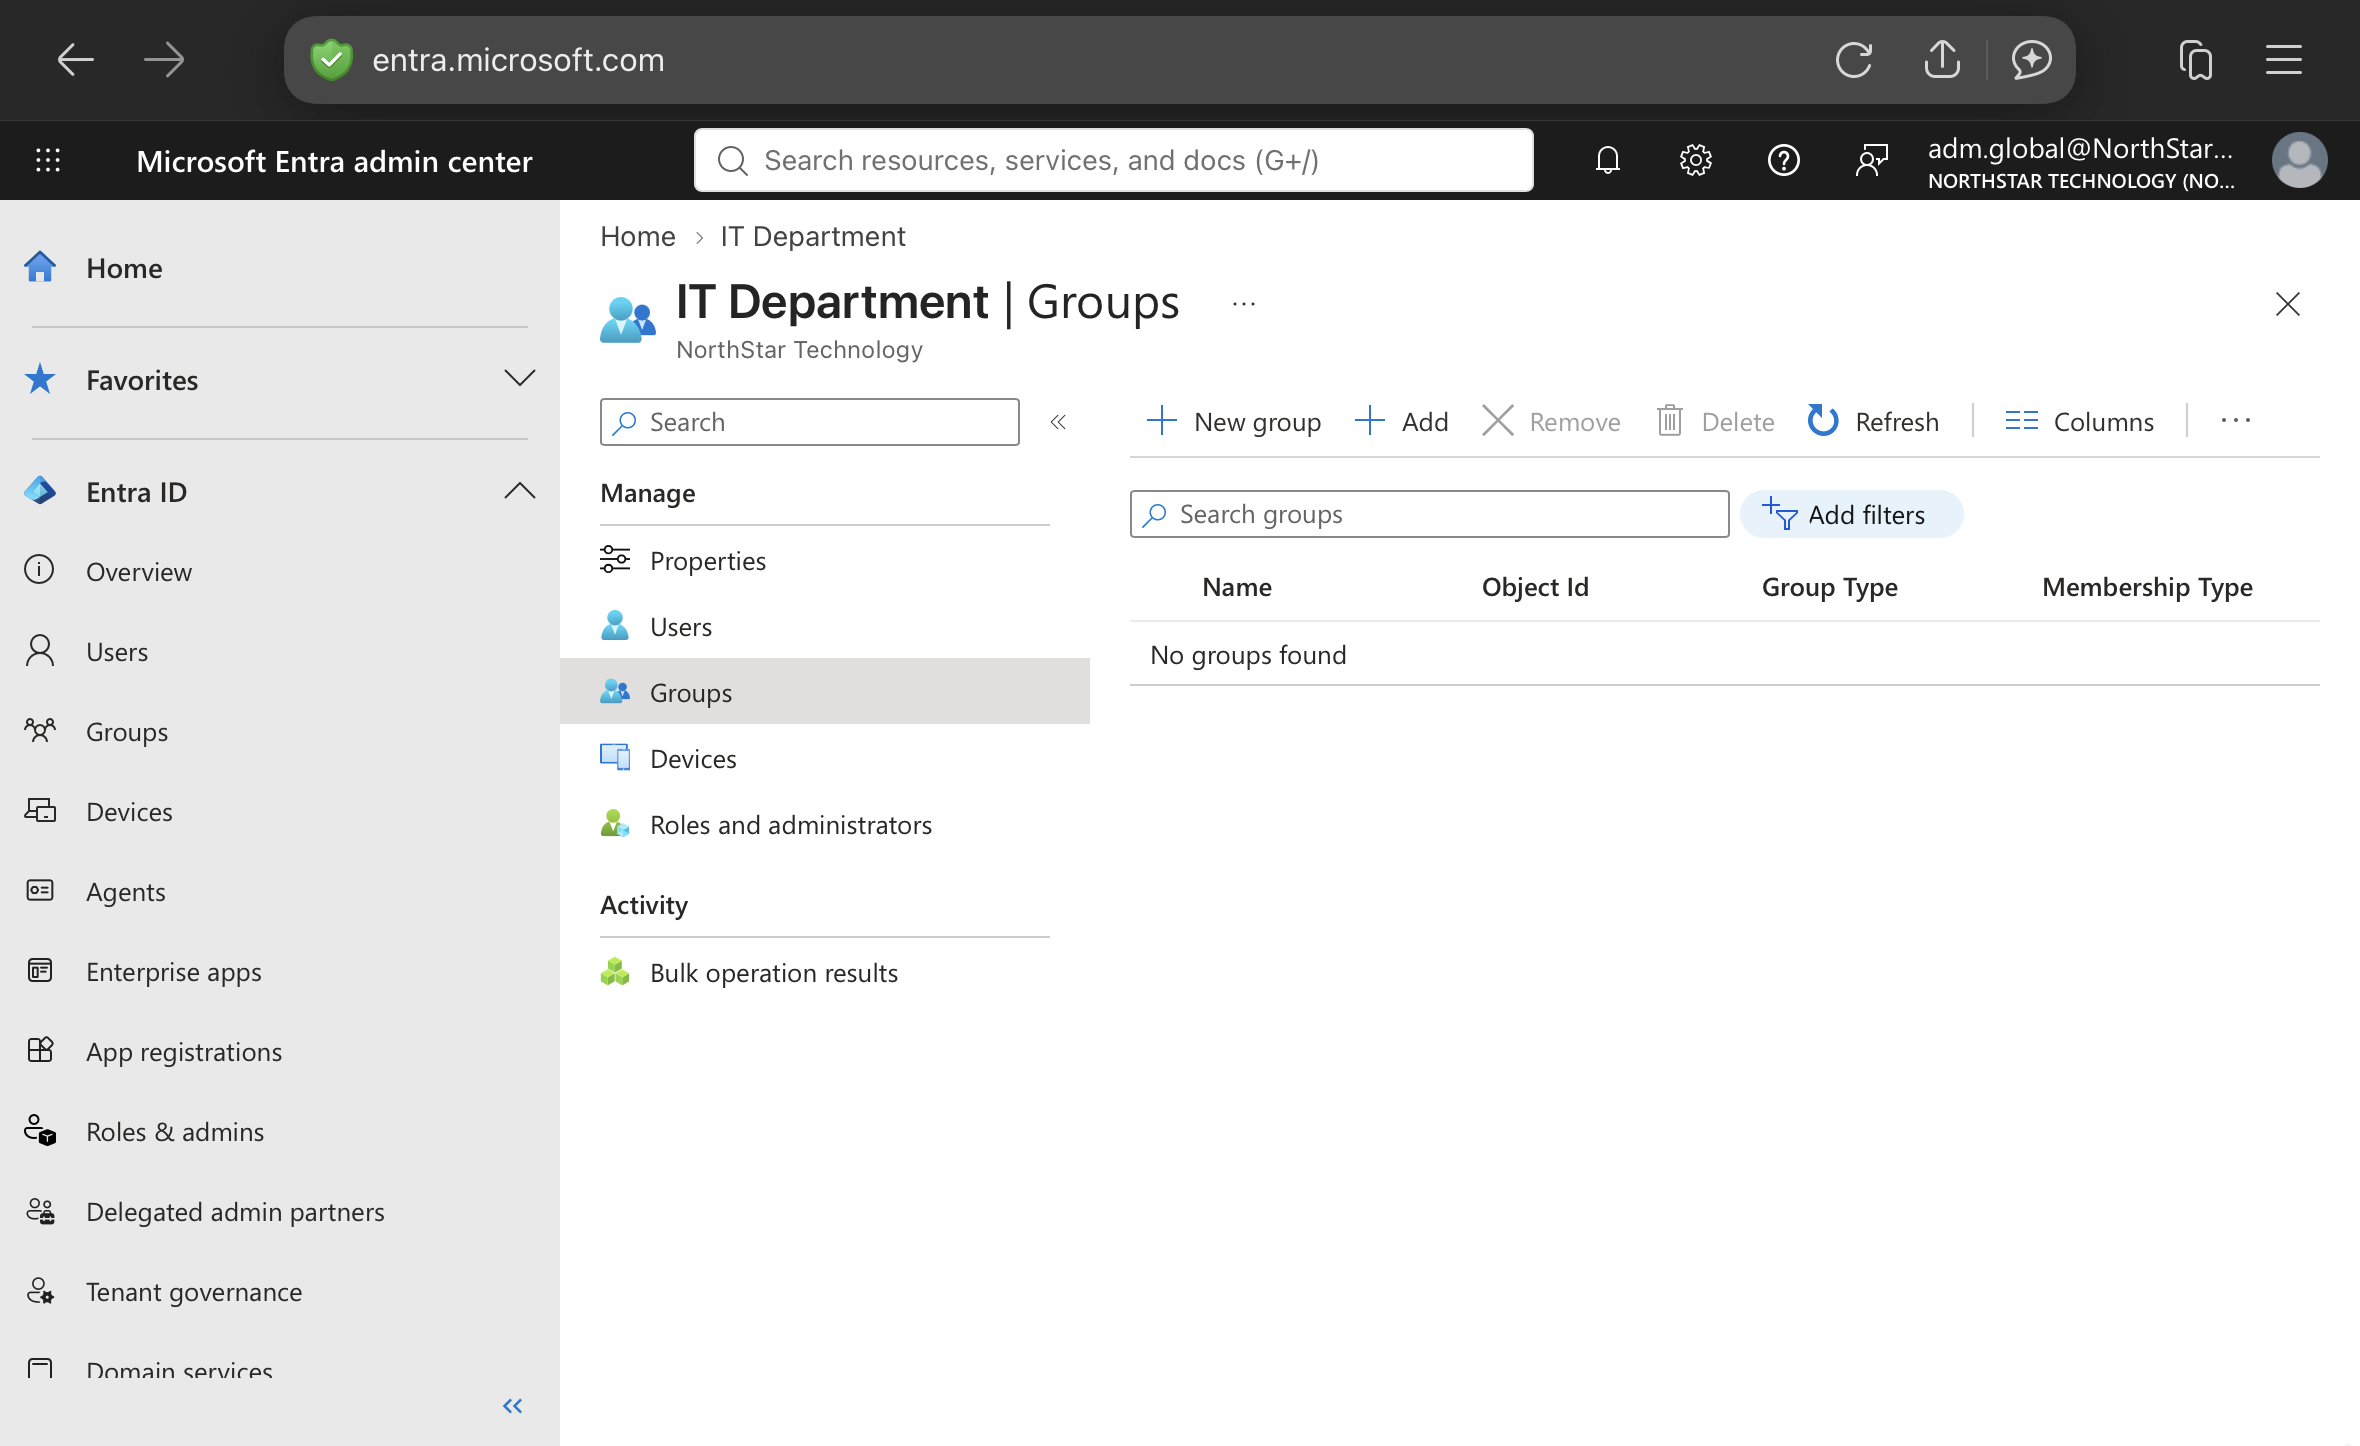 entra.microsoft.com
Microsoft Entra admin center
Search resources, services, and docs (G+/)
adm.global@NorthStar...
NORTHSTAR TECHNOLOGY (NO...
Home
Favorites
Entra ID
Overview
Users
Groups
Devices
Agents
Enterprise apps
App registrations
Roles & admins
Delegated admin partners
Tenant governance
Domain services
Home > IT Department
IT Department | Groups
NorthStar Technology
Search
Manage
Properties
Users
Groups
Devices
Roles and administrators
Activity
Bulk operation results
New group Add Remove Delete Refresh Columns
Search groups Add filters
Name Object Id Group Type Membership Type
No groups found